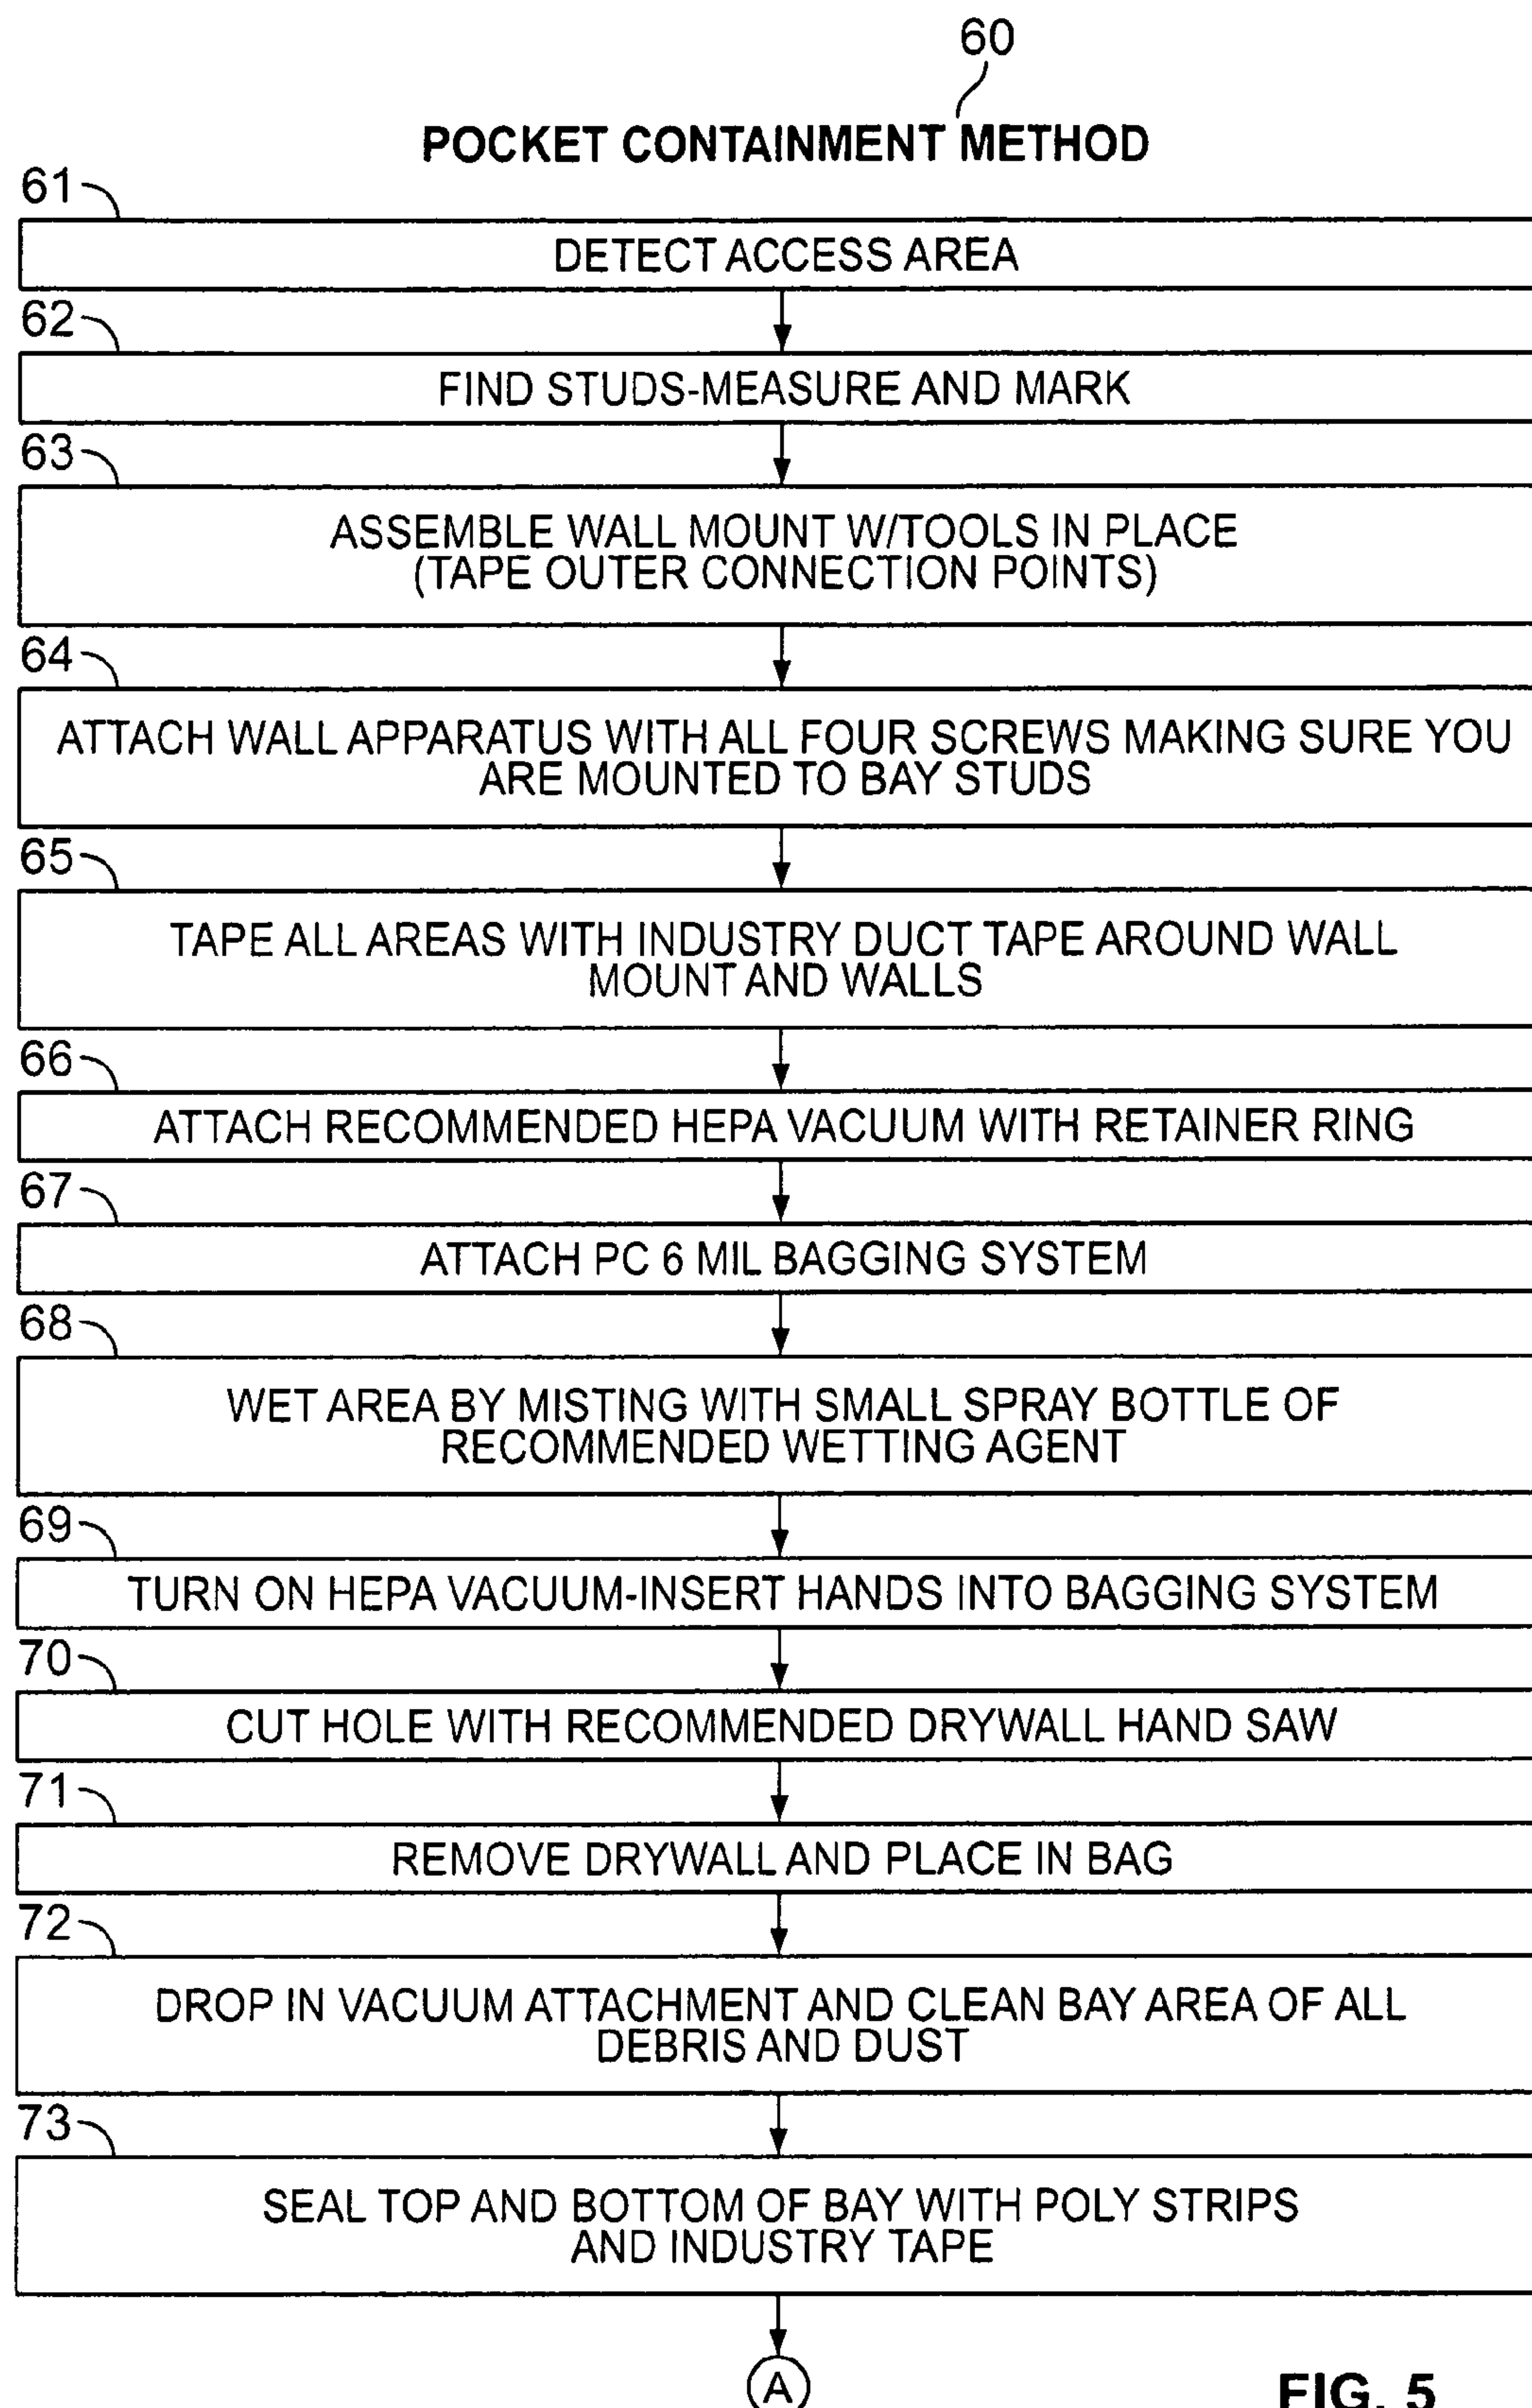 60
POCKET CONTAINMENT METHOD
61
DETECT ACCESS AREA
62
FIND STUDS-MEASURE AND MARK
63
ASSEMBLE WALL MOUNT W/TOOLS IN PLACE
(TAPE OUTER CONNECTION POINTS)
64
ATTACH WALL APPARATUS WITH ALL FOUR SCREWS MAKING SURE YOU
ARE MOUNTED TO BAY STUDS
65
TAPE ALL AREAS WITH INDUSTRY DUCT TAPE AROUND WALL
MOUNT AND WALLS
66
ATTACH RECOMMENDED HEPA VACUUM WITH RETAINER RING
67
ATTACH PC 6 MIL BAGGING SYSTEM
68
WET AREA BY MISTING WITH SMALL SPRAY BOTTLE OF
RECOMMENDED WETTING AGENT
69
TURN ON HEPA VACUUM-INSERT HANDS INTO BAGGING SYSTEM
70
CUT HOLE WITH RECOMMENDED DRYWALL HAND SAW
71
REMOVE DRYWALL AND PLACE IN BAG
72
DROP IN VACUUM ATTACHMENT AND CLEAN BAY AREA OF ALL
DEBRIS AND DUST
73
SEAL TOP AND BOTTOM OF BAY WITH POLY STRIPS
AND INDUSTRY TAPE
A
FIG. 5